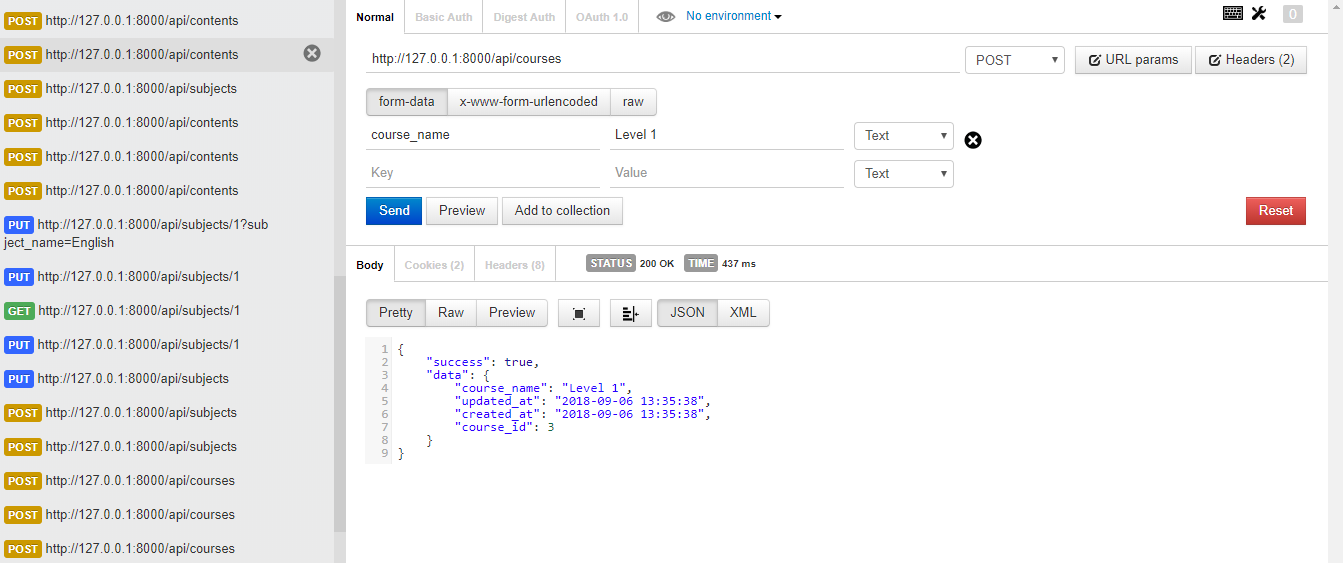 POST http://127.0.0.1:8000/api/contents
POST http://127.0.0.1:8000/api/contents
POST http://127.0.0.1:8000/api/subjects
POST http://127.0.0.1:8000/api/contents
POST http://127.0.0.1:8000/api/contents
POST http://127.0.0.1:8000/api/contents
PUT http://127.0.0.1:8000/api/subjects/1?sub
ject_name=English
PUT http://127.0.0.1:8000/api/subjects/1
GET http://127.0.0.1:8000/api/subjects/1
PUT http://127.0.0.1:8000/api/subjects/1
PUT http://127.0.0.1:8000/api/subjects
POST http://127.0.0.1:8000/api/subjects
POST http://127.0.0.1:8000/api/subjects
POST http://127.0.0.1:8000/api/courses
POST http://127.0.0.1:8000/api/courses
POST http://127.0.0.1:8000/api/courses
Normal Basic Auth Digest Auth OAuth 1.0 No environment 0
http://127.0.0.1:8000/api/courses POST URL params Headers (2)
form-data x-www-form-urlencoded raw
course_name Level 1 Text
Key Value Text
Send Preview Add to collection Reset
Body Cookies (2) Headers (8) STATUS 200 OK TIME 437 ms
Pretty Raw Preview JSON XML
1 {
2 "success": true,
3 "data": {
4 "course_name": "Level 1",
5 "updated_at": "2018-09-06 13:35:38",
6 "created_at": "2018-09-06 13:35:38",
7 "course_id": 3
8 }
9 }